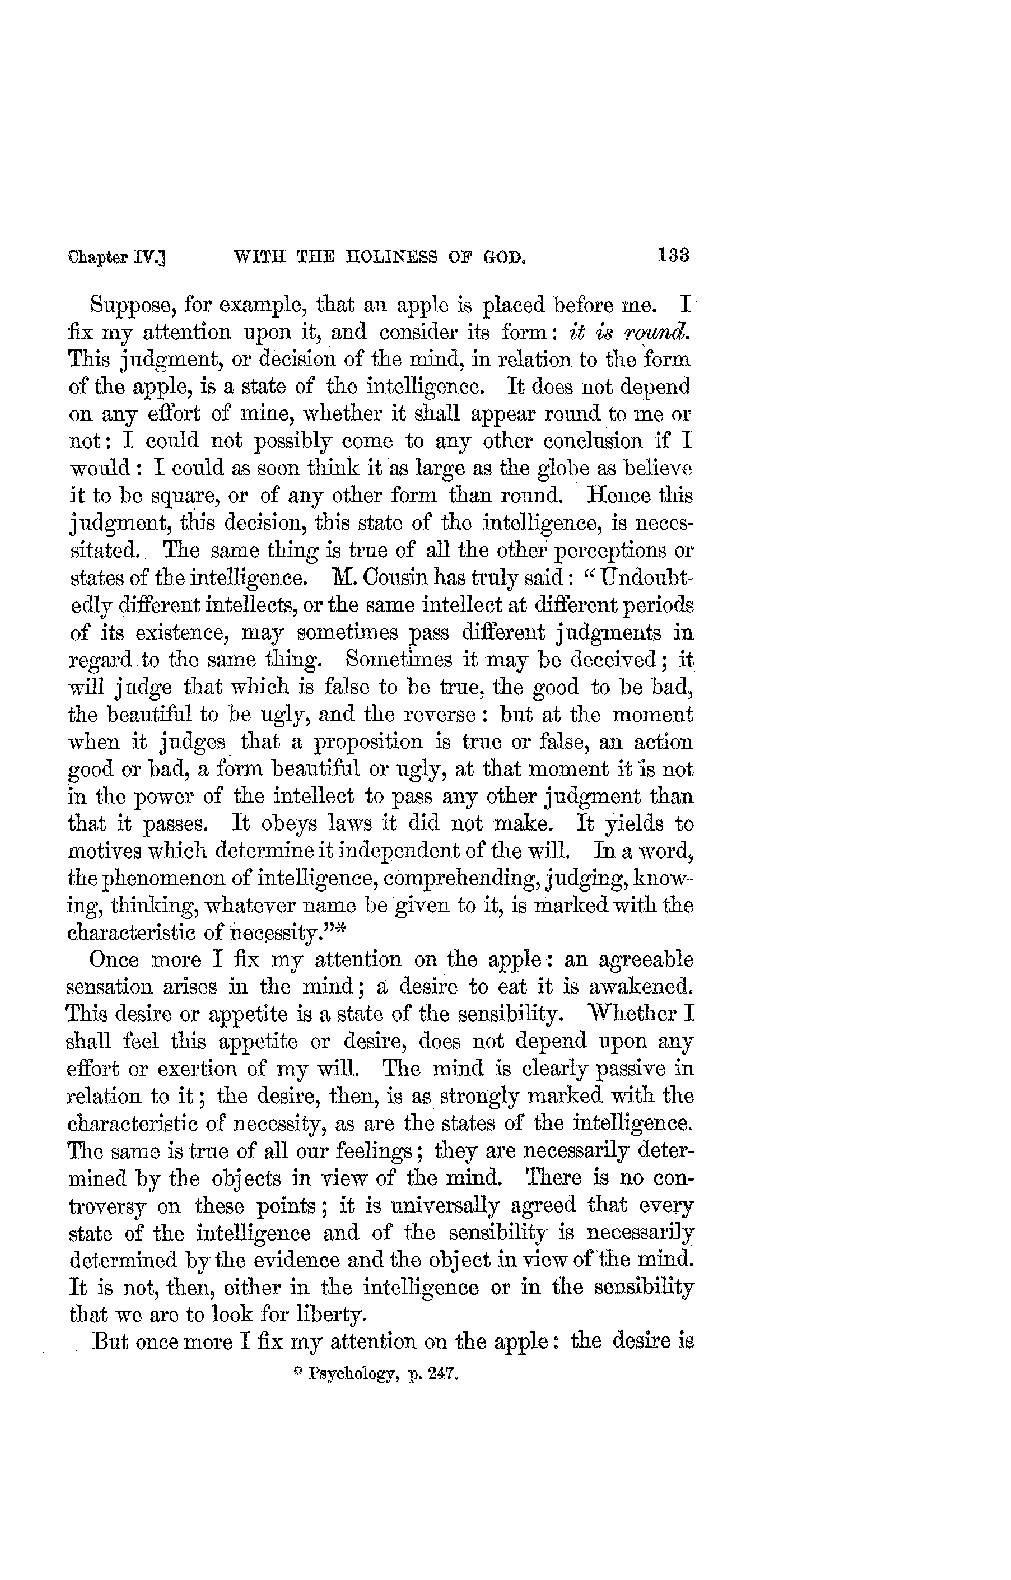 Chapter IV.] WITH THE HOLINESS OF GOD. 133
Suppose, for example, that an apple is placed before me. I
fix my attention upon it, and consider its form: it is round.
This judgment, or decision of the mind, in relation to the form
of the apple, is a state of the intelligence. It does not depend
on any effort of mine, whether it shall appear round to me or
not: I could not possibly come to any other conclusion if I
would: I could as soon think it as large as the globe as believe
it to be square, or of any other form than round. Hence this
judgment, this decision, this state of the intelligence, is neces-
sitated. The same thing is true of all the other perceptions or
states of the intelligence. M. Cousin has truly said: "Undoubt-
edly different intellects, or the same intellect at different periods
of its existence, may sometimes pass different judgments in
regard to the same thing. Sometimes it may be deceived; it
will judge that which is false to be true, the good to be bad,
the beautiful to be ugly, and the reverse: but at the moment
when it judges that a proposition is true or false, an action
good or bad, a form beautiful or ugly, at that moment it is not
in the power of the intellect to pass any other judgment than
that it passes. It obeys laws it did not make. It yields to
motives which determine it independent of the will. In a word,
the phenomenon of intelligence, comprehending, judging, know-
ing, thinking, whatever name be given to it, is marked with the
characteristic of necessity."*
Once more I fix my attention on the apple: an agreeable
sensation arises in the mind; a desire to eat it is awakened.
This desire or appetite is a state of the sensibility. Whether I
shall feel this appetite or desire, does not depend upon any
effort or exertion of my will. The mind is clearly passive in
relation to it; the desire, then, is as strongly marked with the
characteristic of necessity, as are the states of the intelligence.
The same is true of all our feelings; they are necessarily deter-
mined by the objects in view of the mind. There is no con-
troversy on these points; it is universally agreed that every
state of the intelligence and of the sensibility is necessarily
determined by the evidence and the object in view of the mind.
It is not, then, either in the intelligence or in the sensibility
that we are to look for liberty.
But once more I fix my attention on the apple: the desire is
* Psychology, p. 247.